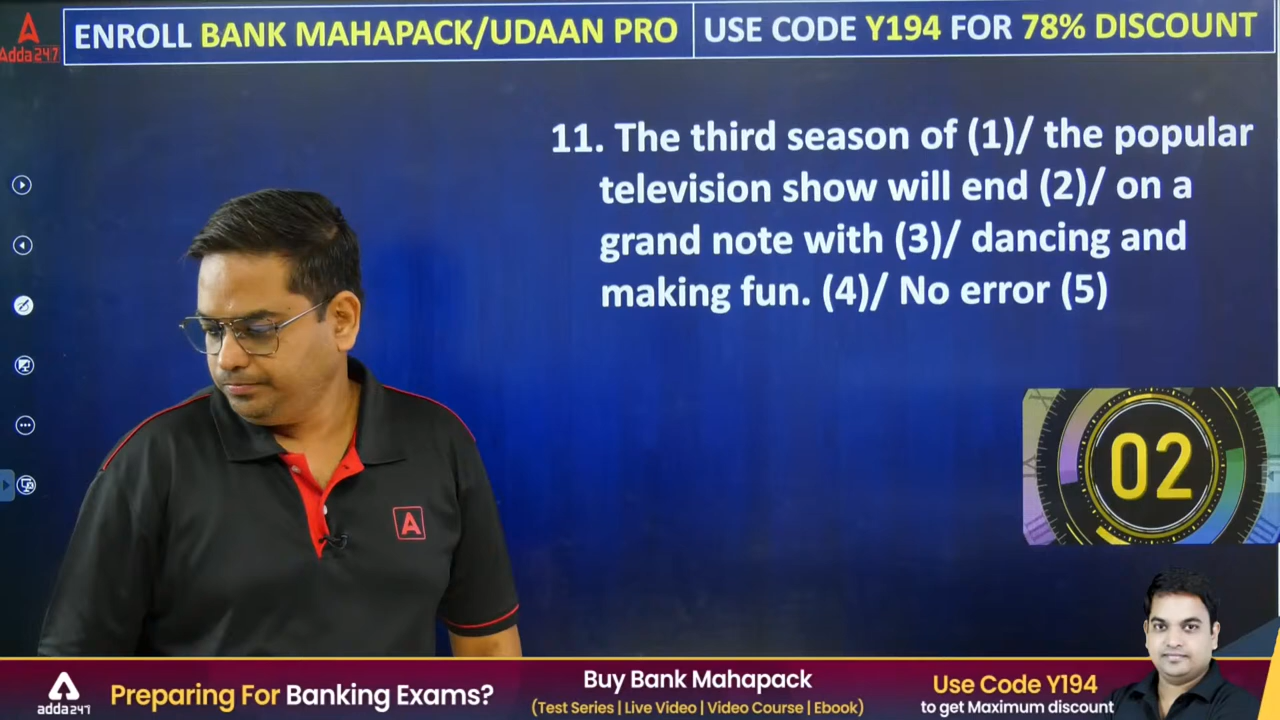 ENROLL BANK MAHAPACK/UDAAN PRO
USE CODE Y194 FOR 78% DISCOUNT
Adda247
11. The third season of (1)/ the popular
television show will end (2)/ on a
grand note with (3)/ dancing and
making fun. (4)/ No error (5)
02
A
adda247
Preparing For Banking Exams?
Buy Bank Mahapack
(Test Series | Live Video | Video Course | Ebook)
Use Code Y194
to get Maximum discount